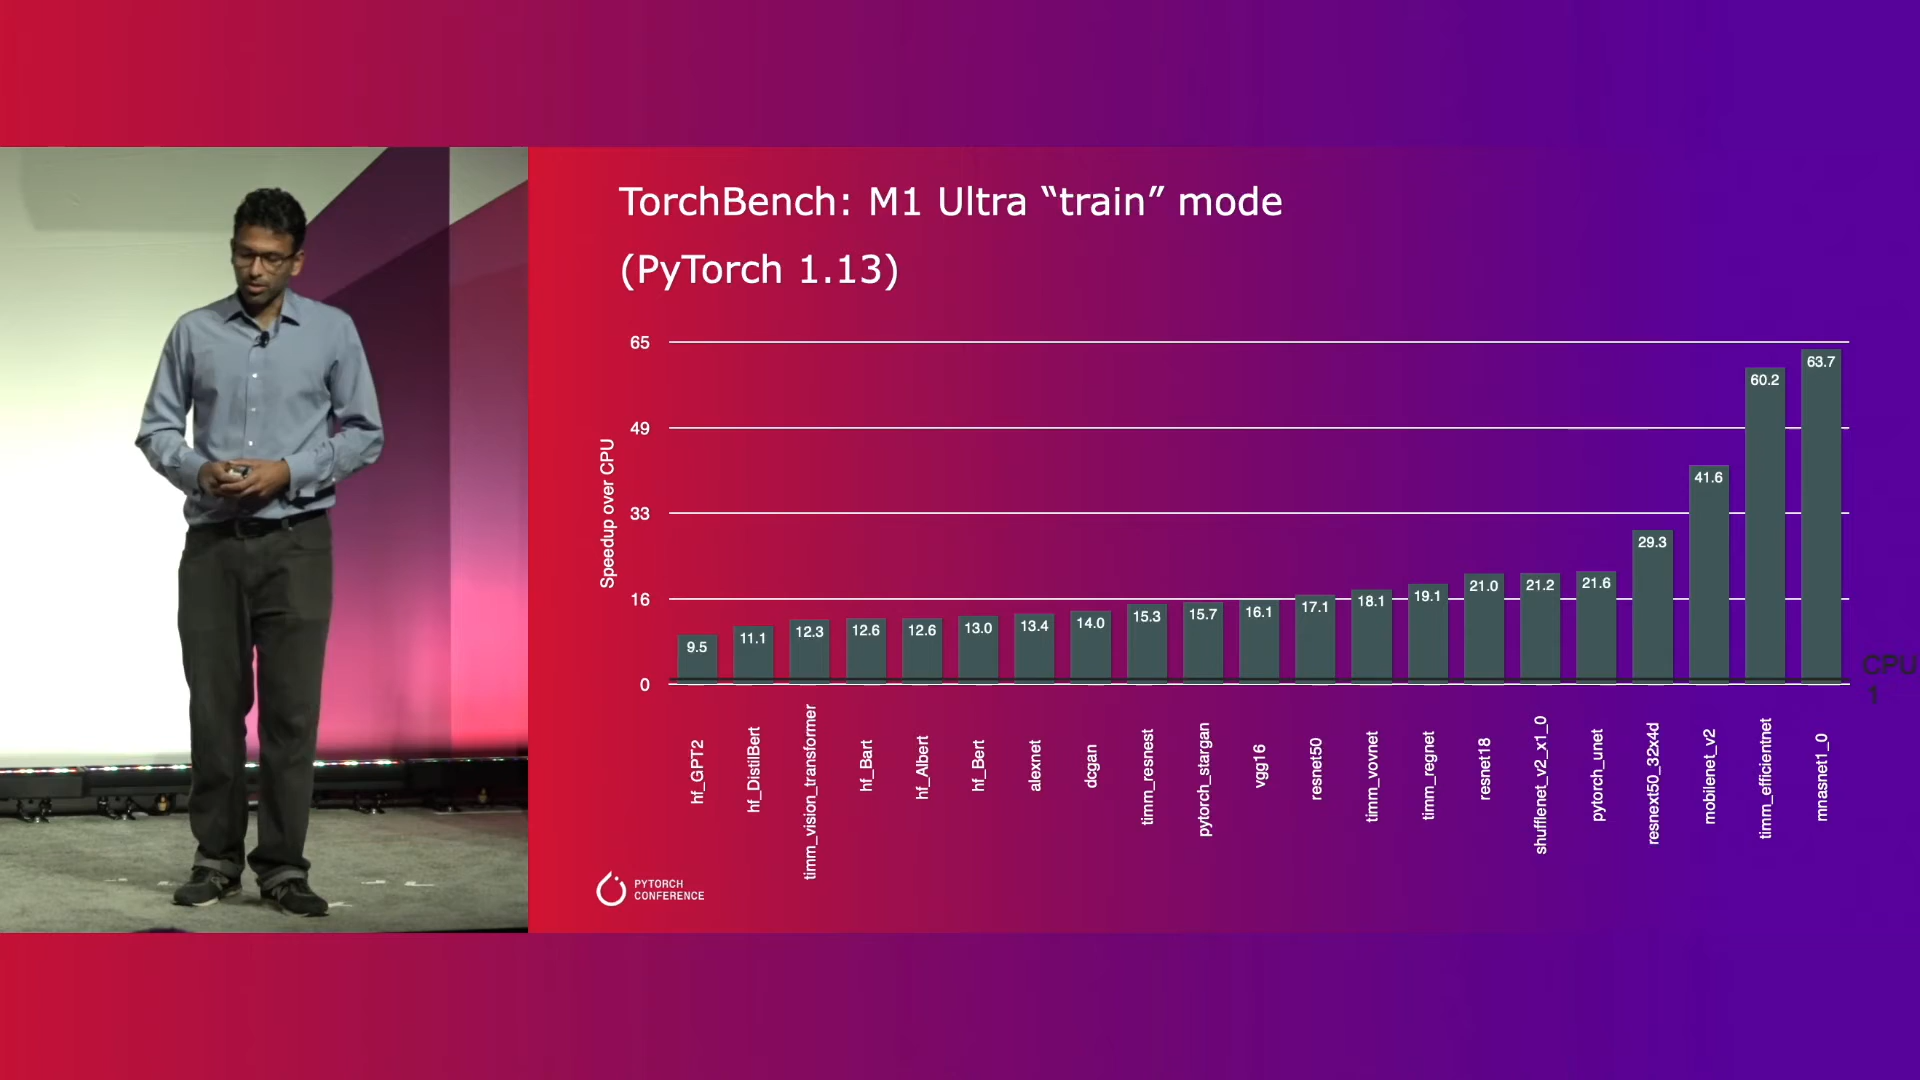 TorchBench: M1 Ultra “train” mode
(PyTorch 1.13)
65
49
33
16
0
Speedup over CPU
9.5
11.1
12.3
12.6
12.6
13.0
13.4
14.0
15.3
15.7
16.1
17.1
18.1
19.1
21.0
21.2
21.6
29.3
41.6
60.2
63.7
CPU
1
hf_GPT2
hf_DistilBert
timm_vision_transformer
hf_Bart
hf_Albert
hf_Bert
alexnet
dcgan
timm_resnest
pytorch_stargan
vgg16
resnet50
timm_vovnet
timm_regnet
resnet18
shufflenet_v2_x1_0
pytorch_unet
resnext50_32x4d
mobilenet_v2
timm_efficientnet
mnasnet1_0
PYTORCH
CONFERENCE